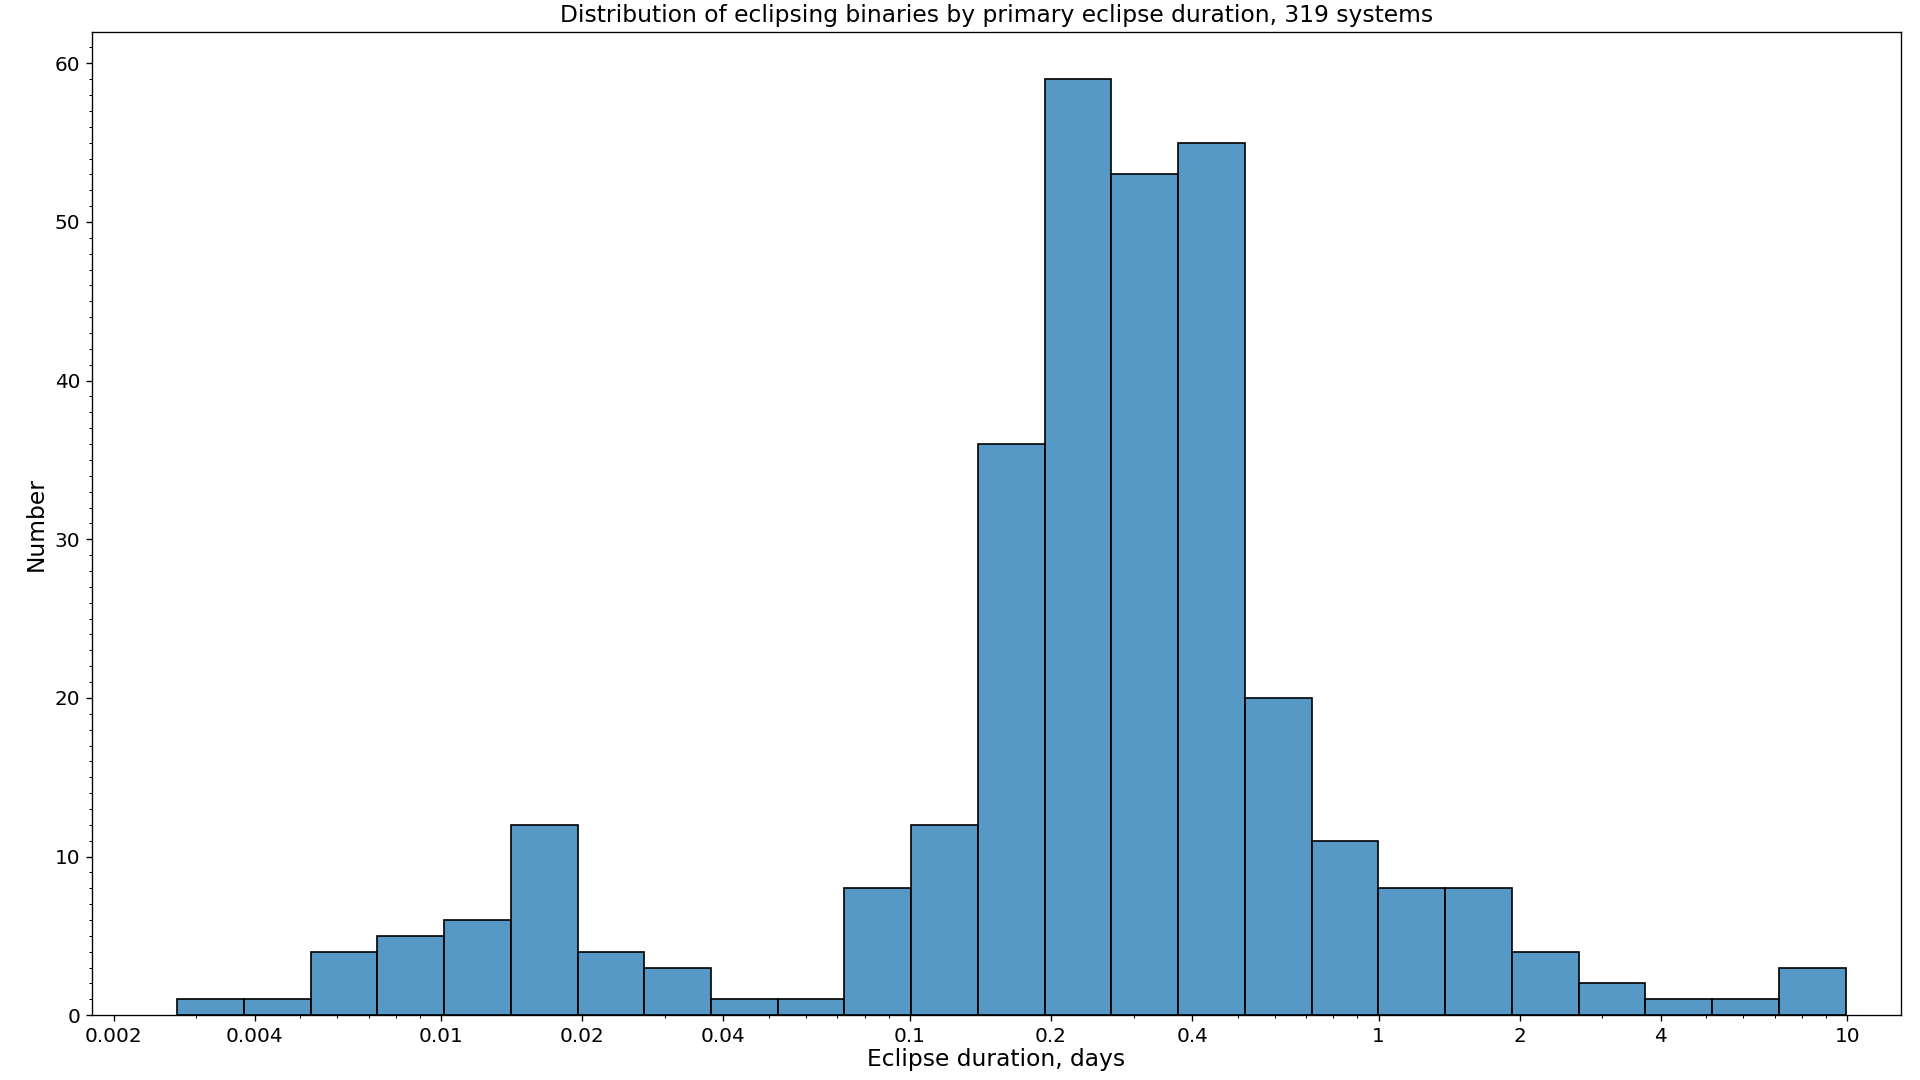 Distribution of eclipsing binaries by primary eclipse duration, 319 systems
60
50
40
30
20
10
0
Number
0.002 0.004 0.01 0.02 0.04 0.1 0.2 0.4 1 2 4 10
Eclipse duration, days